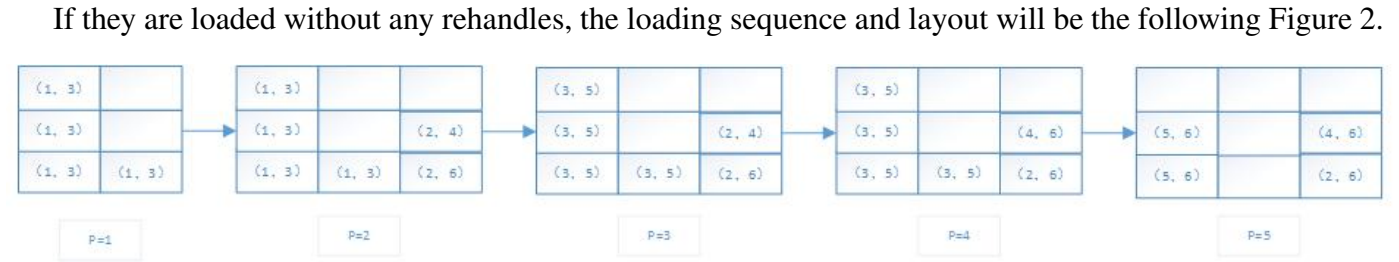 If they are loaded without any rehandles, the loading sequence and layout will be the following Figure 2.
(1, 3) (1, 3) (3, 5) (3, 5)
(1, 3) (1, 3) (2, 4) (3, 5) (2, 4) (3, 5) (4, 6) (5, 6) (4, 6)
(1, 3) (1, 3) (1, 3) (1, 3) (2, 6) (3, 5) (3, 5) (2, 6) (3, 5) (3, 5) (2, 6) (5, 6) (2, 6)
P=1 P=2 P=3 P=4 P=5